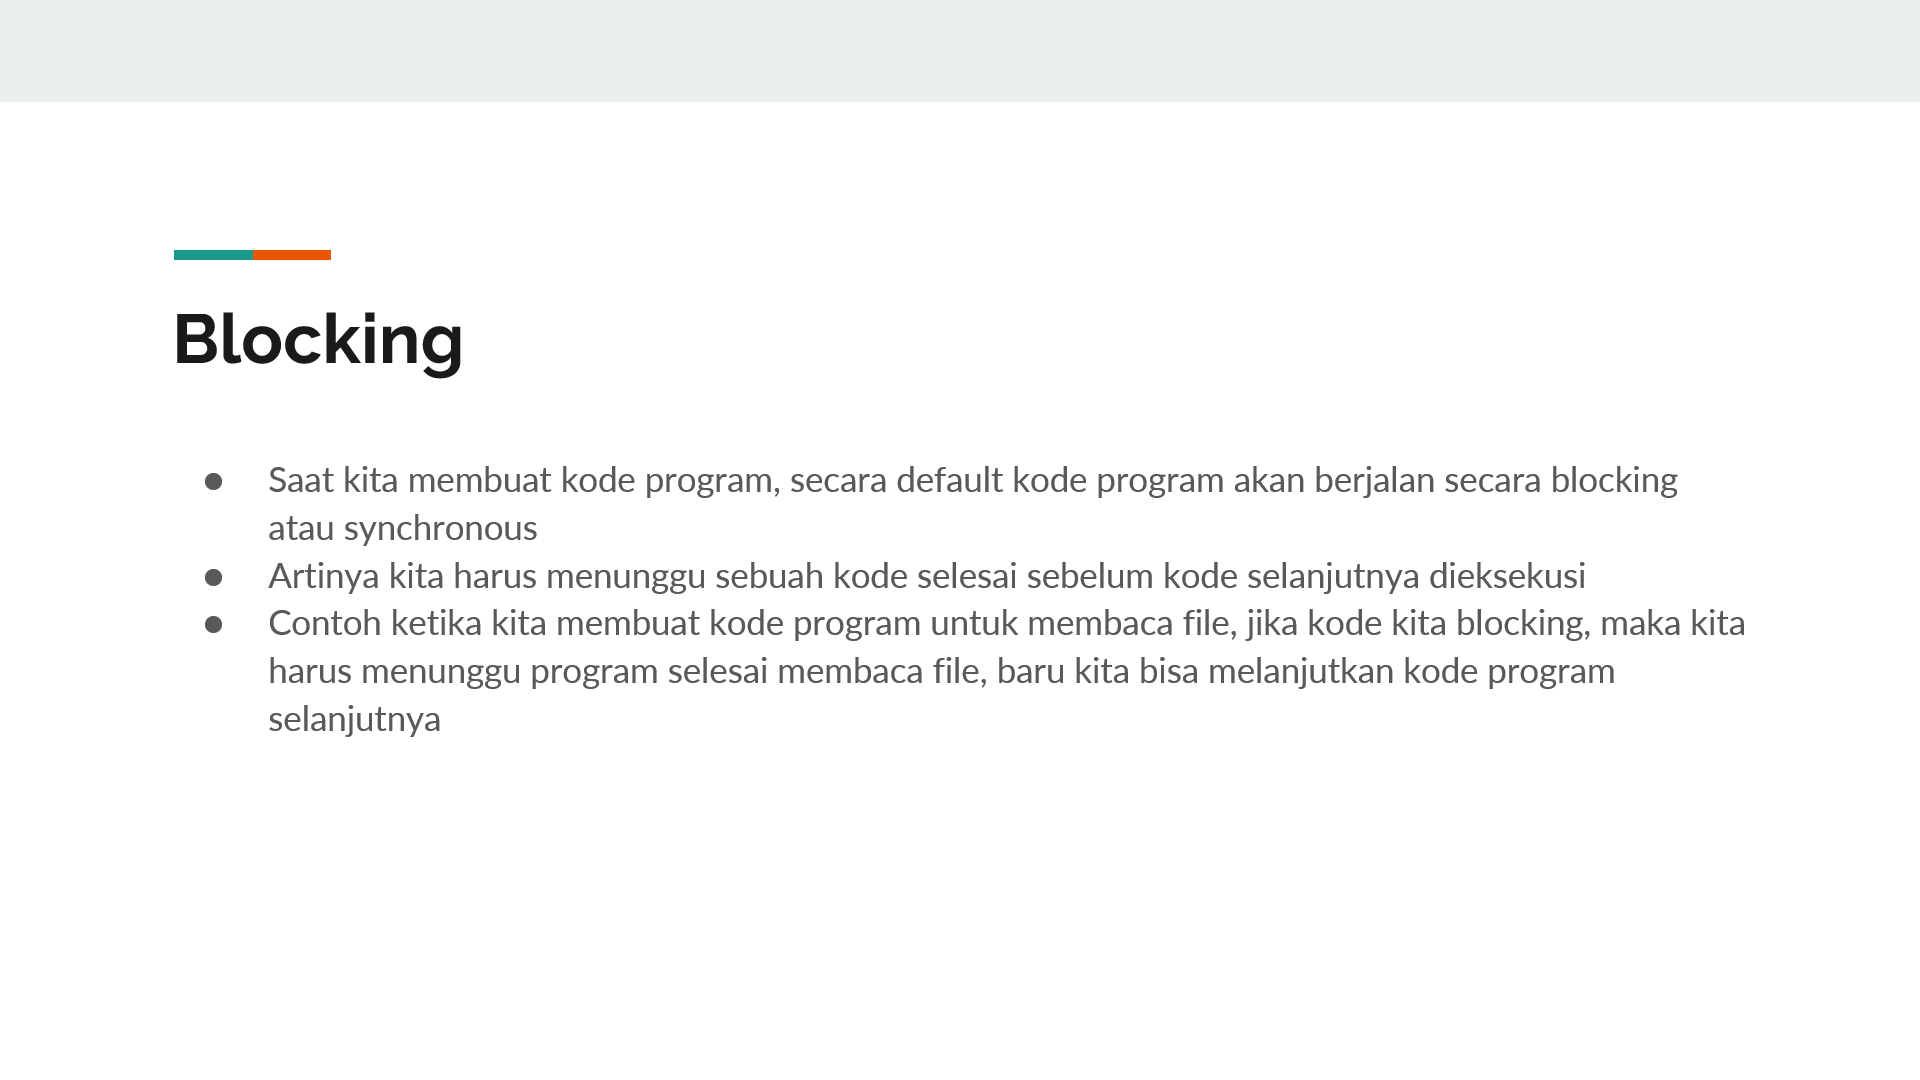 Blocking
● Saat kita membuat kode program, secara default kode program akan berjalan secara blocking
atau synchronous
● Artinya kita harus menunggu sebuah kode selesai sebelum kode selanjutnya dieksekusi
● Contoh ketika kita membuat kode program untuk membaca file, jika kode kita blocking, maka kita
harus menunggu program selesai membaca file, baru kita bisa melanjutkan kode program
selanjutnya